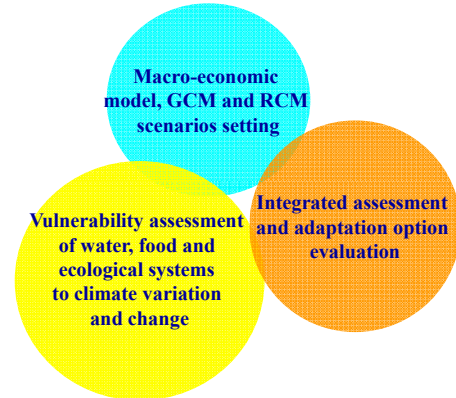 Macro-economic
model, GCM and RCM
scenarios setting
Vulnerability assessment
of water, food and
ecological systems
to climate variation
and change
Integrated assessment
and adaptation option
evaluation